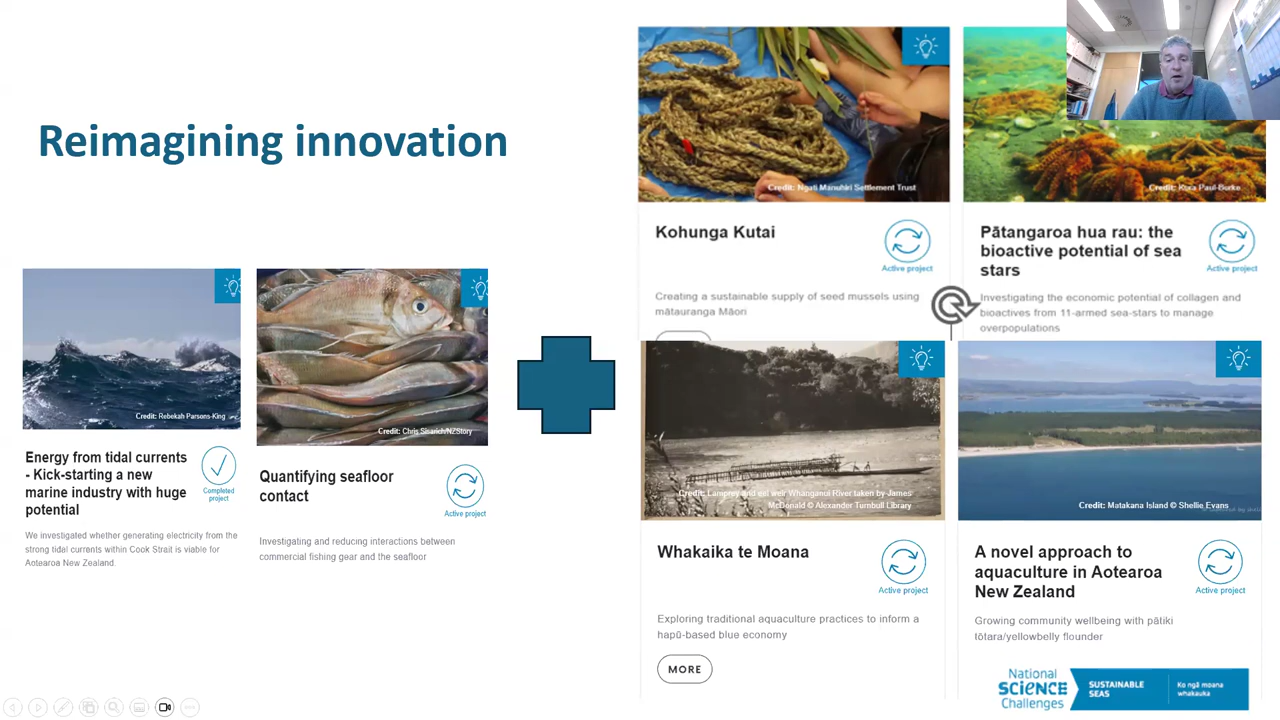 Reimagining innovation
Credit: Rebekah Parsons-King
Energy from tidal currents
- Kick-starting a new
marine industry with huge
potential
Completed
project
We investigated whether generating electricity from the
strong tidal currents within Cook Strait is viable for
Aotearoa New Zealand.
Credit: Chris Sisarich/NZStory
Quantifying seafloor
contact
Active project
Investigating and reducing interactions between
commercial fishing gear and the seafloor
Credit: Ngati Manuhiri Settlement Trust
Kohunga Kutai
Active project
Creating a sustainable supply of seed mussels using
mātauranga Māori
Credit: Kura Paul-Burke
Pātangaroa hua rau: the
bioactive potential of sea
stars
Active project
Investigating the economic potential of collagen and
bioactives from 11-armed sea-stars to manage
overpopulations
Credit: Lamprey and eel weir Whanganui River taken by James
McDonald © Alexander Turnbull Library
Whakaika te Moana
Active project
Exploring traditional aquaculture practices to inform a
hapū-based blue economy
MORE
Credit: Matakana Island © Shellie Evans
A novel approach to
aquaculture in Aotearoa
New Zealand
Active project
Growing community wellbeing with pātiki
tōtara/yellowbelly flounder
National
SCiENCE
Challenges
SUSTAINABLE
SEAS
Ko ngā moana
whakauka